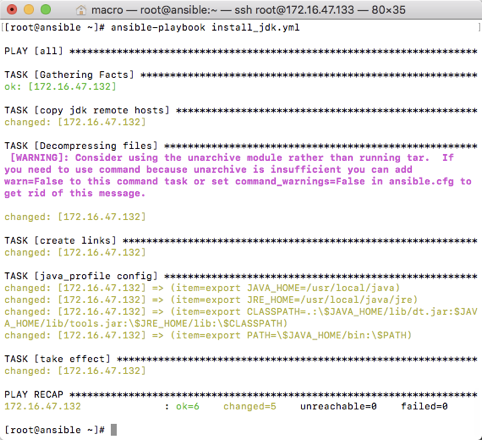 macro — root@ansible:~ — ssh root@172.16.47.133 — 80×35
[root@ansible ~]# ansible-playbook install_jdk.yml
PLAY [all] *********************************************************************
TASK [Gathering Facts] *********************************************************
ok: [172.16.47.132]
TASK [copy jdk remote hosts] ***************************************************
changed: [172.16.47.132]
TASK [Decompressing files] *****************************************************
[WARNING]: Consider using the unarchive module rather than running tar.  If
you need to use command because unarchive is insufficient you can add
warn=False to this command task or set command_warnings=False in ansible.cfg to
get rid of this message.
changed: [172.16.47.132]
TASK [create links] ************************************************************
changed: [172.16.47.132]
TASK [java_profile config] *****************************************************
changed: [172.16.47.132] => (item=export JAVA_HOME=/usr/local/java)
changed: [172.16.47.132] => (item=export JRE_HOME=/usr/local/java/jre)
changed: [172.16.47.132] => (item=export CLASSPATH=.:\$JAVA_HOME/lib/dt.jar:$JAV
A_HOME/lib/tools.jar:\$JRE_HOME/lib:\$CLASSPATH)
changed: [172.16.47.132] => (item=export PATH=\$JAVA_HOME/bin:\$PATH)
TASK [take effect] *************************************************************
changed: [172.16.47.132]
PLAY RECAP *********************************************************************
172.16.47.132              : ok=6    changed=5    unreachable=0    failed=0
[root@ansible ~]#